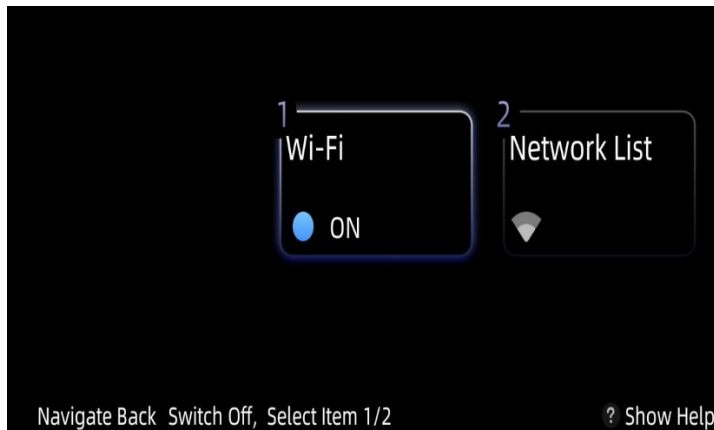 1
Wi-Fi
ON
2
Network List
Navigate Back Switch Off, Select Item 1/2
? Show Help